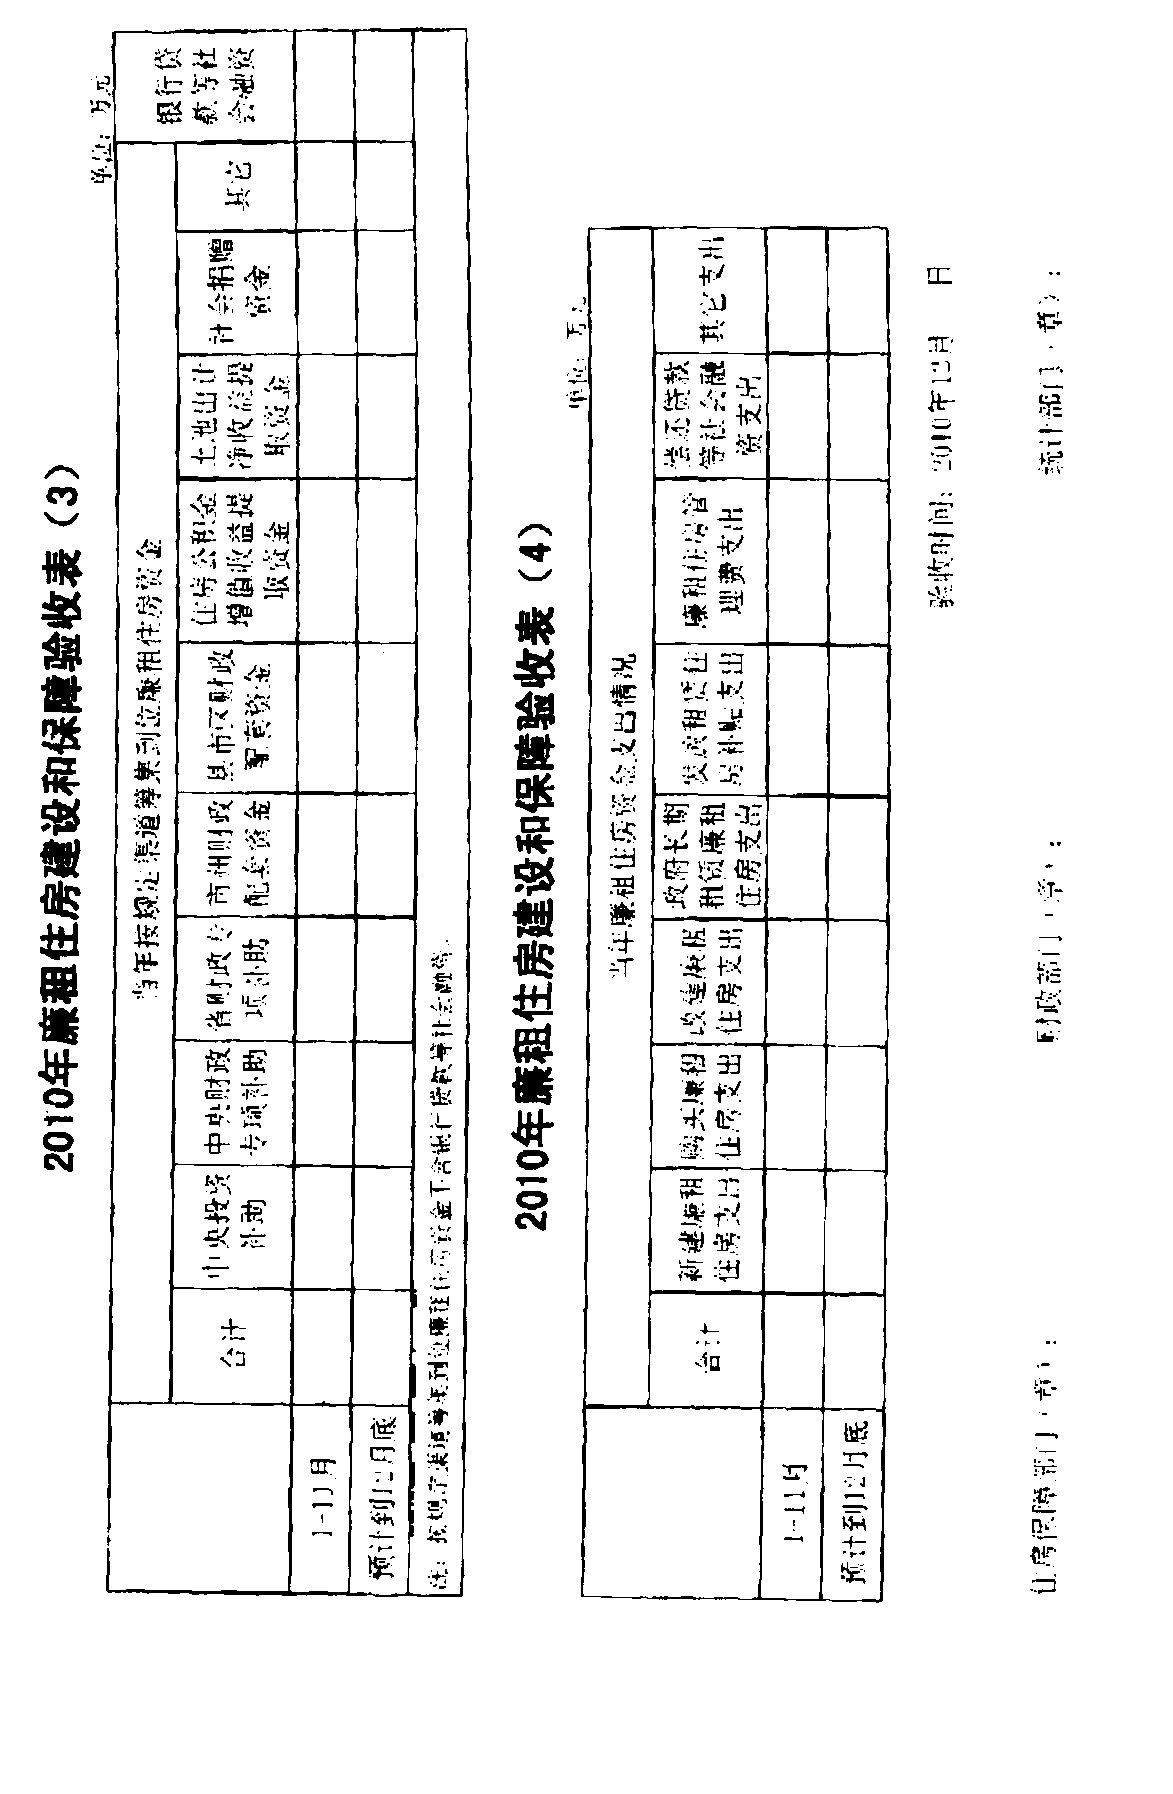 2010年廉租住房建设和保障验收表（3）
单位：万元
当年按规定渠道筹集到位廉租住房资金
银行贷
款等社
会融资
合计
中央投资
补助
中央财政
专项补助
省财政专
项补助
市州财政
配套资金
县市区财政
配套资金
住房公积金
增值收益提
取资金
土地出让
净收益提
取资金
社会捐赠
资金
其它
1-11月
预计到12月底
注：按规定渠道筹集到位廉租住房资金不含银行贷款等社会融资。
2010年廉租住房建设和保障验收表（4）
单位：万元
当年廉租住房资金支出情况
合计
新建廉租
住房支出
购买廉租
住房支出
改建廉租
住房支出
政府长期
租赁廉租
住房支出
发放租赁住
房补贴支出
廉租住房管
理费支出
偿还贷款
等社会融
资支出
其它支出
1-11月
预计到12月底
验收时间：2010年12月 日
住房保障部门（章）：
财政部门（章）：
统计部门（章）：